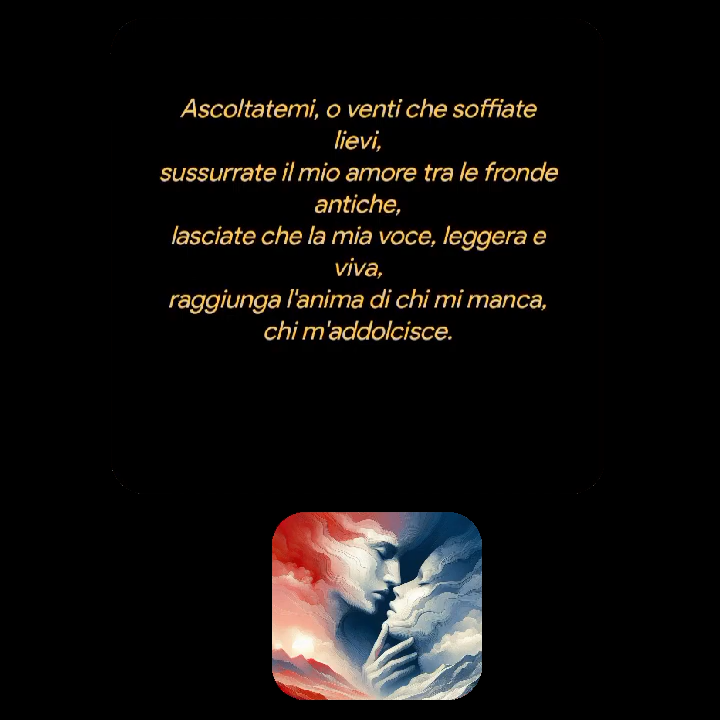 Ascoltatemi, o venti che soffiate
lievi,
sussurrate il mio amore tra le fronde
antiche,
lasciate che la mia voce, leggera e
viva,
raggiunga l'anima di chi mi manca,
chi m'addolcisce.